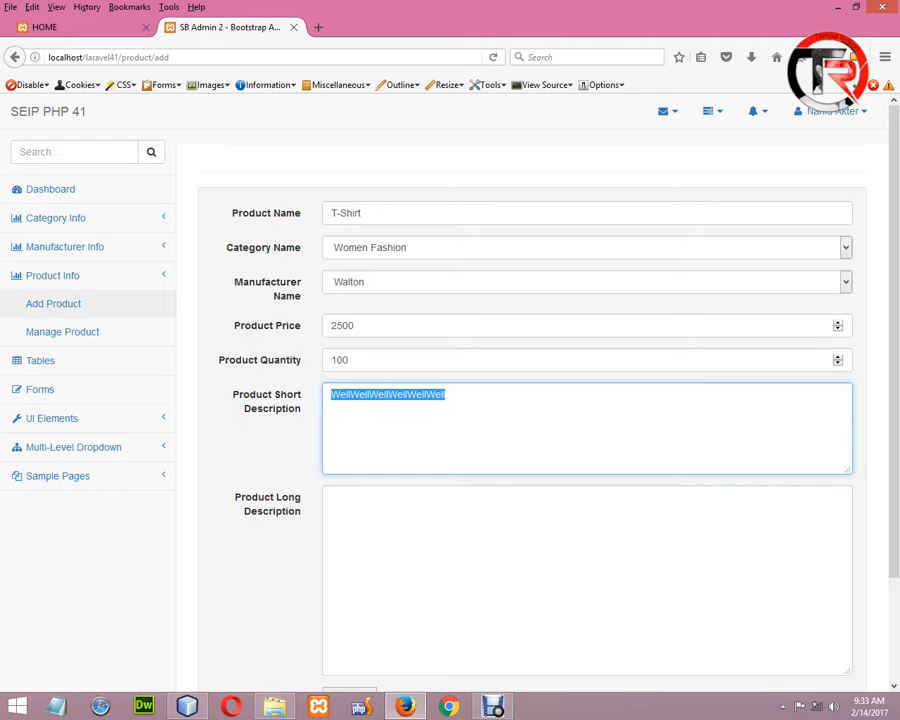 File Edit View History Bookmarks Tools Help
HOME
SB Admin 2 - Bootstrap A...
localhost/laravel41/product/add
Search
Disable Cookies CSS Forms Images Information Miscellaneous Outline Resize Tools View Source Options
SEIP PHP 41
Akter
Search...
Dashboard
Category Info
Manufacturer Info
Product Info
Add Product
Manage Product
Tables
Forms
UI Elements
Multi-Level Dropdown
Sample Pages
Product Name
T-Shirt
Category Name
Women Fashion
Manufacturer
Name
Walton
Product Price
2500
Product Quantity
100
Product Short
Description
WellWellWellWellWellWell
Product Long
Description
Dw
php
9:33 AM
2/14/2017